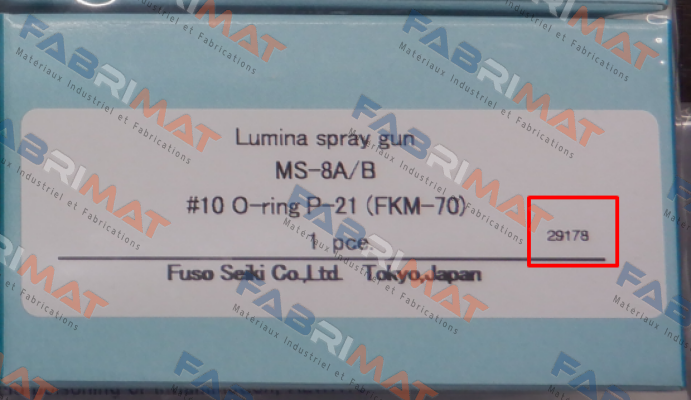 Lumina spray gun
MS-8A/B
#10 O-ring P-21 (FKM-70)
1 pce.
29178
Fuso Seiki Co.,Ltd. Tokyo,Japan
FABRIMAT
Materiaux Industriel et Fabrications